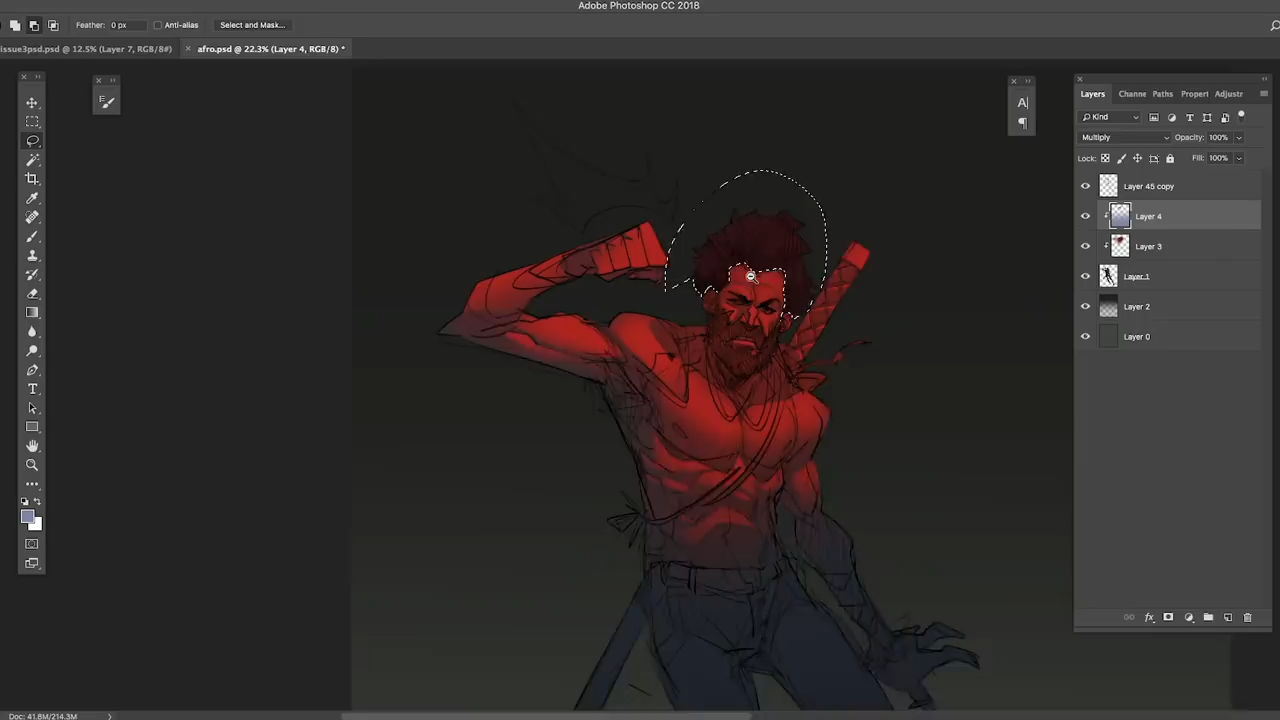 Adobe Photoshop CC 2018
Feather: 0 px Anti-alias Select and Mask...
issue3psd.psd @ 12.5% (Layer 7, RGB/8#) × afro.psd @ 22.3% (Layer 4, RGB/8) *
Layers Channe Paths Propert Adjustr
Kind
Multiply Opacity: 100%
Lock: Fill: 100%
Layer 45 copy
Layer 4
Layer 3
Layer 1
Layer 2
Layer 0
Doc: 41.8M/214.3M